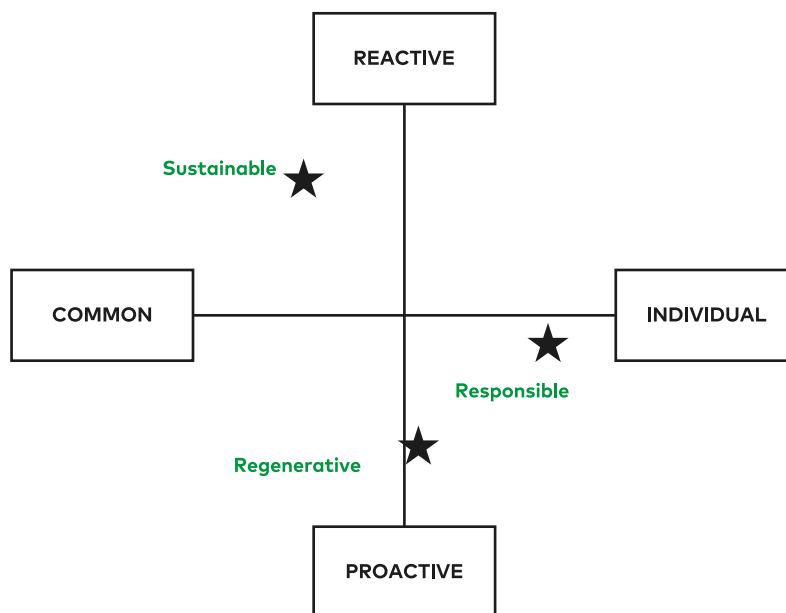 REACTIVE
Sustainable
COMMON
INDIVIDUAL
Responsible
Regenerative
PROACTIVE